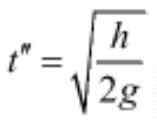 t″ = √(h/2g)